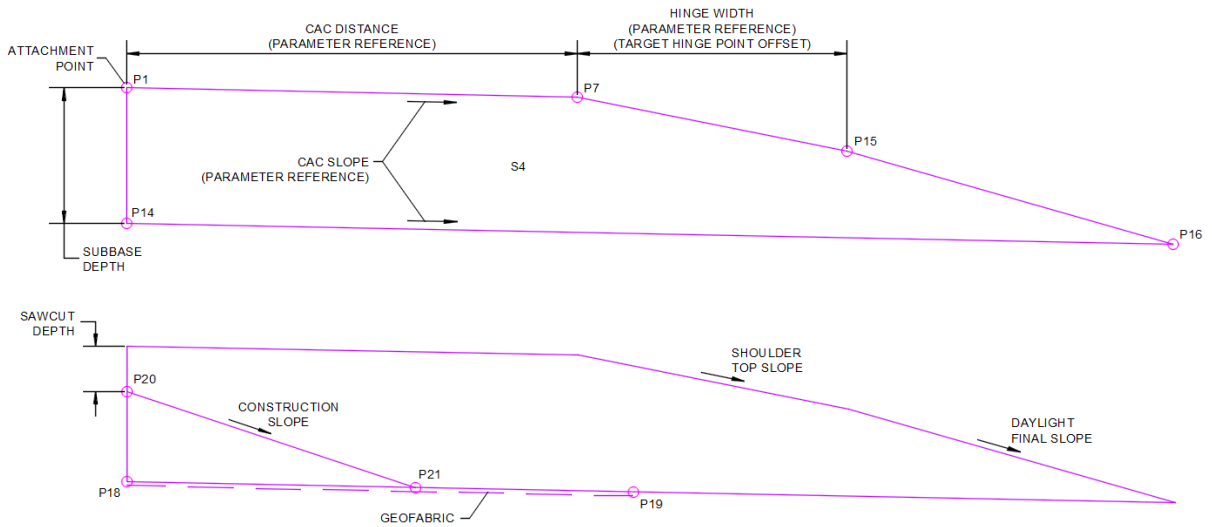 CAC DISTANCE
(PARAMETER REFERENCE)
HINGE WIDTH
(PARAMETER REFERENCE)
(TARGET HINGE POINT OFFSET)
ATTACHMENT
POINT
P1
P7
P15
CAC SLOPE
(PARAMETER REFERENCE)
S4
P14
P16
SUBBASE
DEPTH
SAWCUT
DEPTH
SHOULDER
TOP SLOPE
P20
CONSTRUCTION
SLOPE
DAYLIGHT
FINAL SLOPE
P21
P18
P19
GEOFABRIC